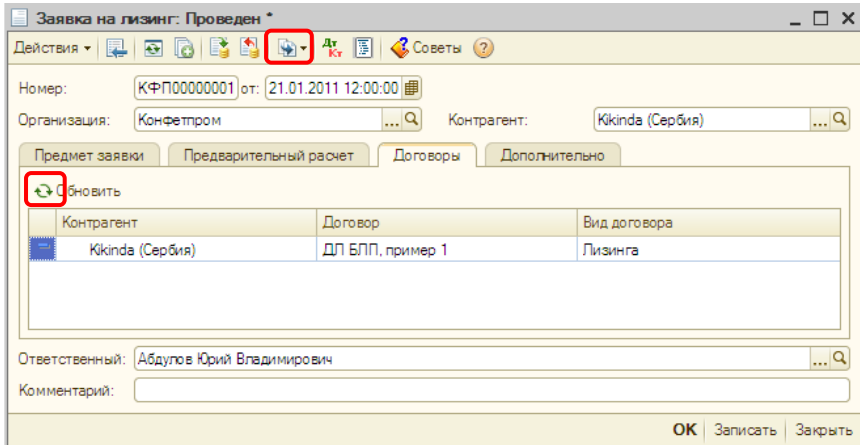 Заявка на лизинг: Проведен *
Действия Дт Кт Советы ?
Номер: КФП00000001 от: 21.01.2011 12:00:00
Организация: Конфетпром ... Контрагент: Kikinda (Сербия) ...
Предмет заявки Предварительный расчет Договоры Дополнительно
Обновить
Контрагент Договор Вид договора
Kikinda (Сербия) ДЛ БЛП, пример 1 Лизинга
Ответственный: Абдулов Юрий Владимирович ...
Комментарий:
OK Записать Закрыть